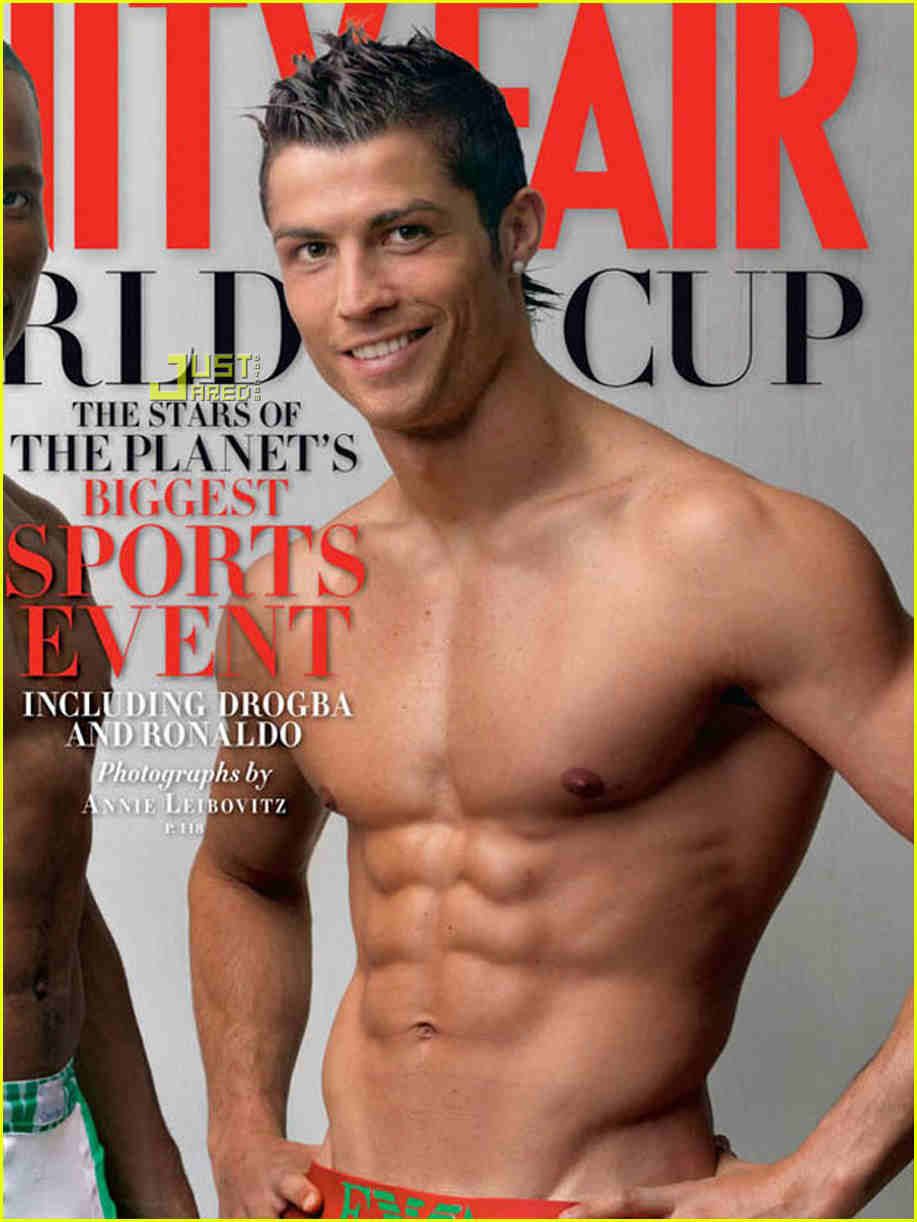 NITY FAIR
RLD CUP
JUST
JARED
THE STARS OF
THE PLANET'S
BIGGEST
SPORTS
EVENT
INCLUDING DROGBA
AND RONALDO
Photographs by
ANNIE LEIBOVITZ
P. 118